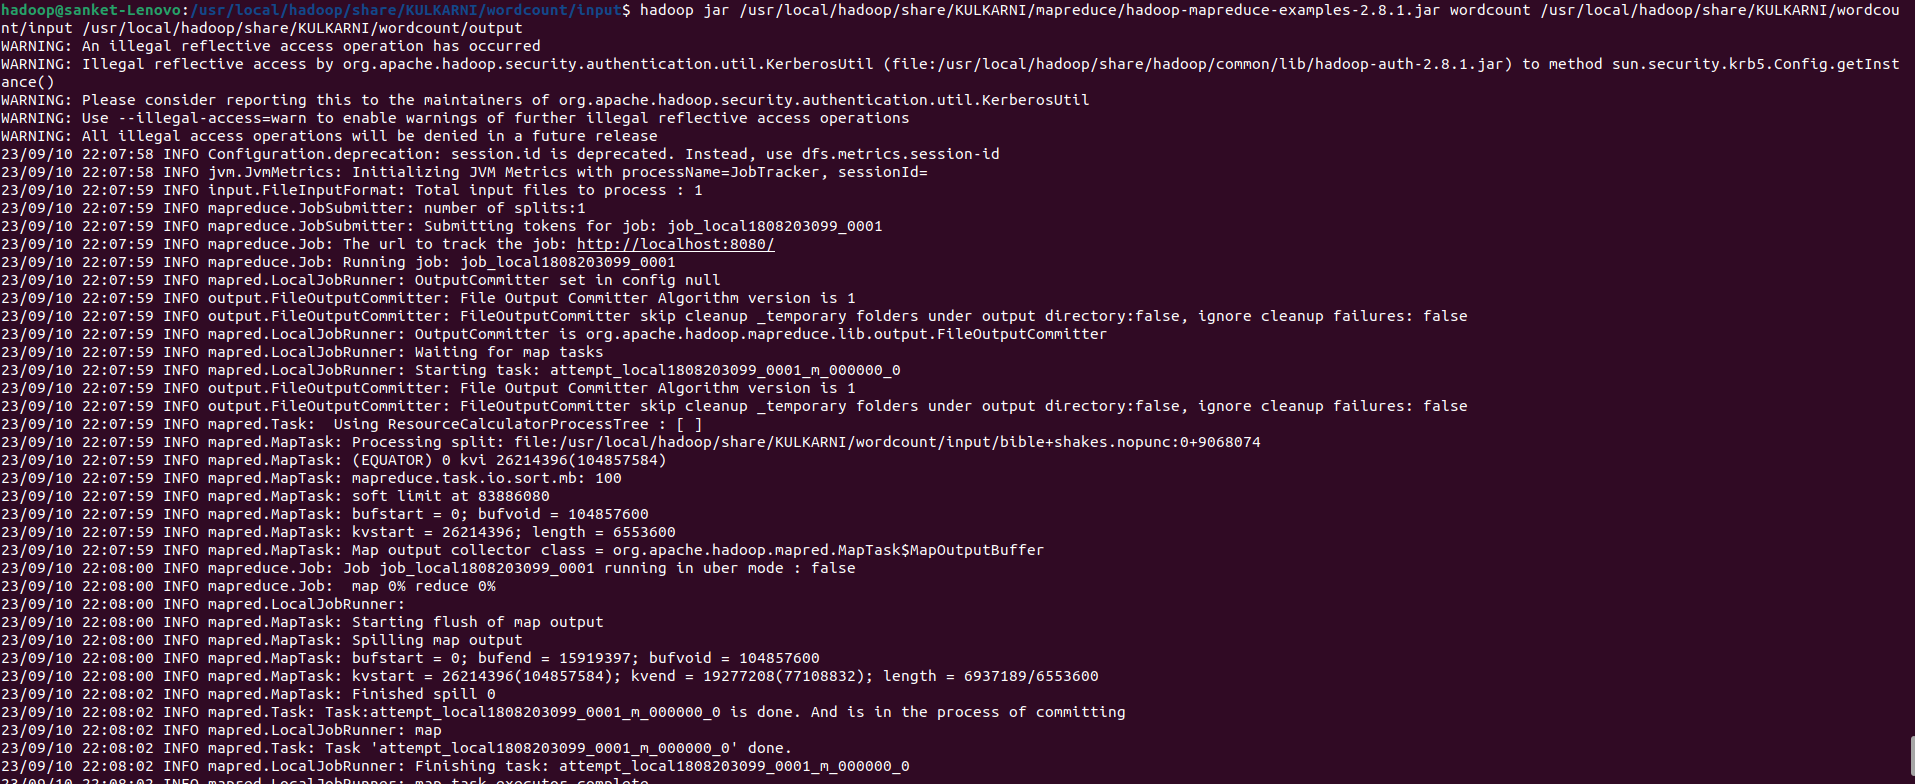 hadoop@sanket-Lenovo:/usr/local/hadoop/share/KULKARNI/wordcount/input$ hadoop jar /usr/local/hadoop/share/KULKARNI/mapreduce/hadoop-mapreduce-examples-2.8.1.jar wordcount /usr/local/hadoop/share/KULKARNI/wordcou
nt/input /usr/local/hadoop/share/KULKARNI/wordcount/output
WARNING: An illegal reflective access operation has occurred
WARNING: Illegal reflective access by org.apache.hadoop.security.authentication.util.KerberosUtil (file:/usr/local/hadoop/share/hadoop/common/lib/hadoop-auth-2.8.1.jar) to method sun.security.krb5.Config.getInst
ance()
WARNING: Please consider reporting this to the maintainers of org.apache.hadoop.security.authentication.util.KerberosUtil
WARNING: Use --illegal-access=warn to enable warnings of further illegal reflective access operations
WARNING: All illegal access operations will be denied in a future release
23/09/10 22:07:58 INFO Configuration.deprecation: session.id is deprecated. Instead, use dfs.metrics.session-id
23/09/10 22:07:58 INFO jvm.JvmMetrics: Initializing JVM Metrics with processName=JobTracker, sessionId=
23/09/10 22:07:59 INFO input.FileInputFormat: Total input files to process : 1
23/09/10 22:07:59 INFO mapreduce.JobSubmitter: number of splits:1
23/09/10 22:07:59 INFO mapreduce.JobSubmitter: Submitting tokens for job: job_local1808203099_0001
23/09/10 22:07:59 INFO mapreduce.Job: The url to track the job: http://localhost:8080/
23/09/10 22:07:59 INFO mapreduce.Job: Running job: job_local1808203099_0001
23/09/10 22:07:59 INFO mapred.LocalJobRunner: OutputCommitter set in config null
23/09/10 22:07:59 INFO output.FileOutputCommitter: File Output Committer Algorithm version is 1
23/09/10 22:07:59 INFO output.FileOutputCommitter: FileOutputCommitter skip cleanup _temporary folders under output directory:false, ignore cleanup failures: false
23/09/10 22:07:59 INFO mapred.LocalJobRunner: OutputCommitter is org.apache.hadoop.mapreduce.lib.output.FileOutputCommitter
23/09/10 22:07:59 INFO mapred.LocalJobRunner: Waiting for map tasks
23/09/10 22:07:59 INFO mapred.LocalJobRunner: Starting task: attempt_local1808203099_0001_m_000000_0
23/09/10 22:07:59 INFO output.FileOutputCommitter: File Output Committer Algorithm version is 1
23/09/10 22:07:59 INFO output.FileOutputCommitter: FileOutputCommitter skip cleanup _temporary folders under output directory:false, ignore cleanup failures: false
23/09/10 22:07:59 INFO mapred.Task:  Using ResourceCalculatorProcessTree : [ ]
23/09/10 22:07:59 INFO mapred.MapTask: Processing split: file:/usr/local/hadoop/share/KULKARNI/wordcount/input/bible+shakes.nopunc:0+9068074
23/09/10 22:07:59 INFO mapred.MapTask: (EQUATOR) 0 kvi 26214396(104857584)
23/09/10 22:07:59 INFO mapred.MapTask: mapreduce.task.io.sort.mb: 100
23/09/10 22:07:59 INFO mapred.MapTask: soft limit at 83886080
23/09/10 22:07:59 INFO mapred.MapTask: bufstart = 0; bufvoid = 104857600
23/09/10 22:07:59 INFO mapred.MapTask: kvstart = 26214396; length = 6553600
23/09/10 22:07:59 INFO mapred.MapTask: Map output collector class = org.apache.hadoop.mapred.MapTask$MapOutputBuffer
23/09/10 22:08:00 INFO mapreduce.Job: Job job_local1808203099_0001 running in uber mode : false
23/09/10 22:08:00 INFO mapreduce.Job:  map 0% reduce 0%
23/09/10 22:08:00 INFO mapred.LocalJobRunner:
23/09/10 22:08:00 INFO mapred.MapTask: Starting flush of map output
23/09/10 22:08:00 INFO mapred.MapTask: Spilling map output
23/09/10 22:08:00 INFO mapred.MapTask: bufstart = 0; bufend = 15919397; bufvoid = 104857600
23/09/10 22:08:00 INFO mapred.MapTask: kvstart = 26214396(104857584); kvend = 19277208(77108832); length = 6937189/6553600
23/09/10 22:08:02 INFO mapred.MapTask: Finished spill 0
23/09/10 22:08:02 INFO mapred.Task: Task:attempt_local1808203099_0001_m_000000_0 is done. And is in the process of committing
23/09/10 22:08:02 INFO mapred.LocalJobRunner: map
23/09/10 22:08:02 INFO mapred.Task: Task 'attempt_local1808203099_0001_m_000000_0' done.
23/09/10 22:08:02 INFO mapred.LocalJobRunner: Finishing task: attempt_local1808203099_0001_m_000000_0
23/09/10 22:08:02 INFO mapred.LocalJobRunner: map task executor complete.